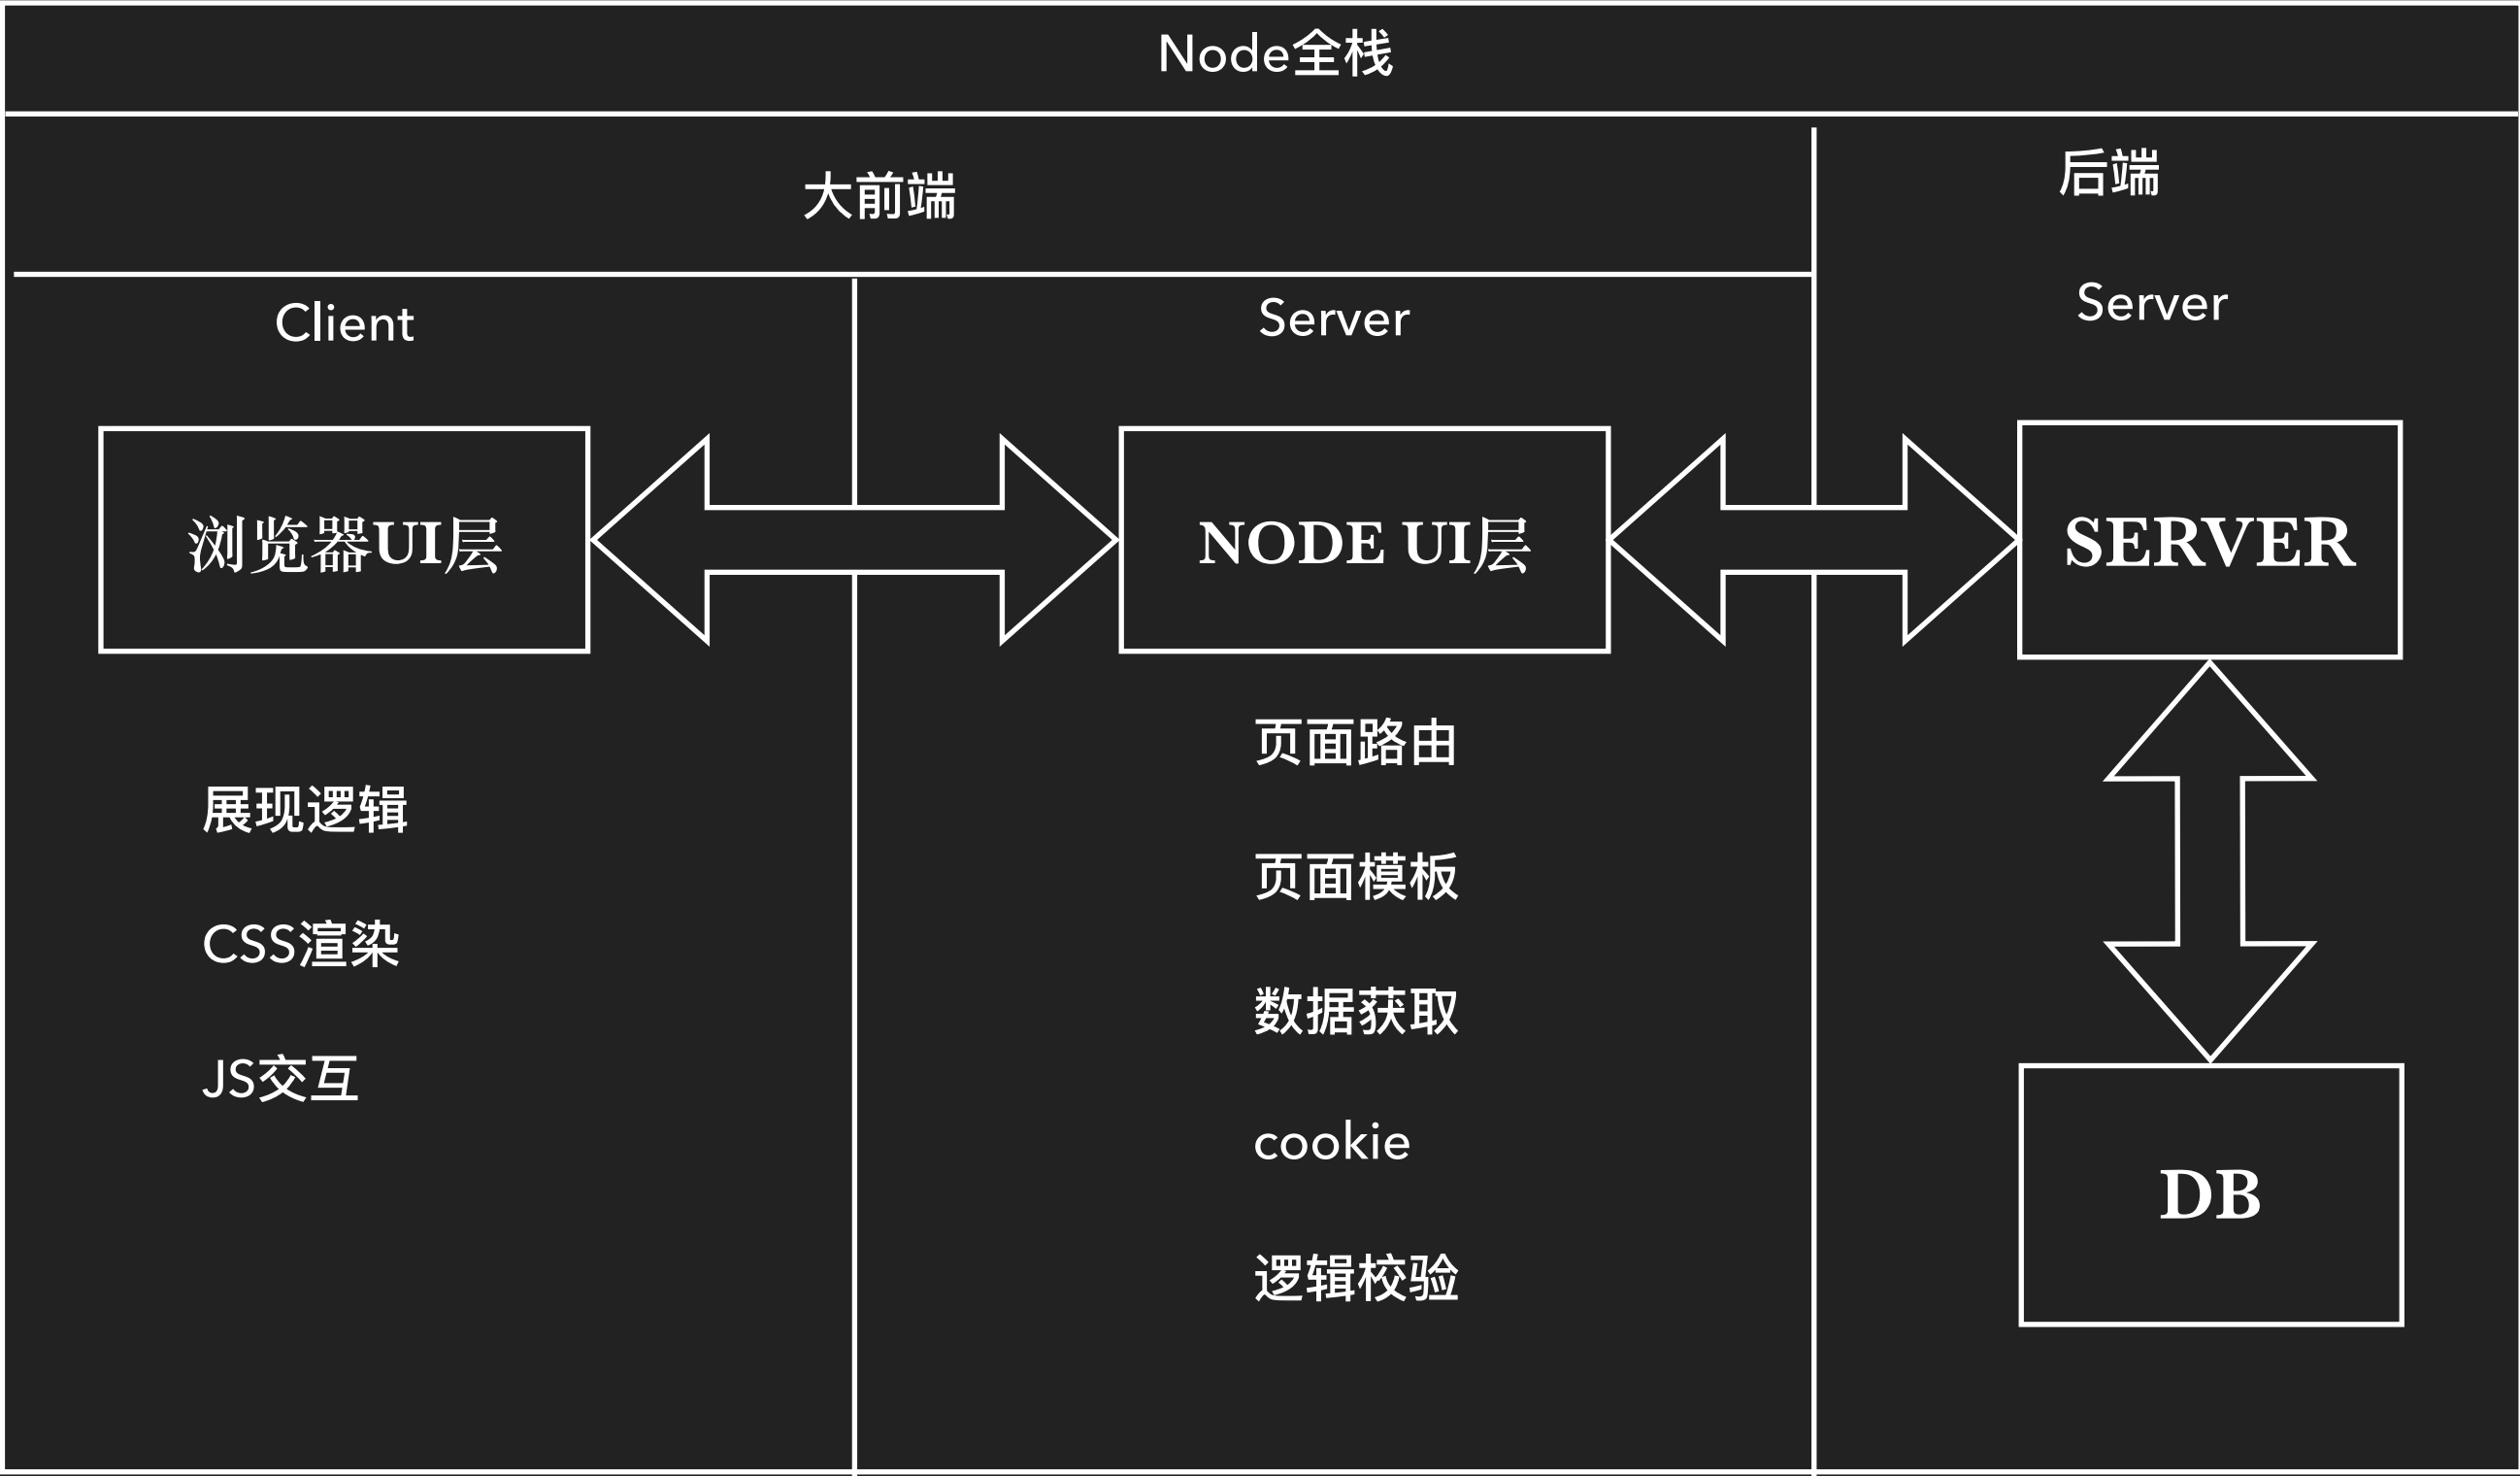 Node全栈
大前端
后端
Client
Server
Server
浏览器UI层
NODE UI层
SERVER
展现逻辑
CSS渲染
JS交互
页面路由
页面模板
数据获取
cookie
逻辑校验
DB